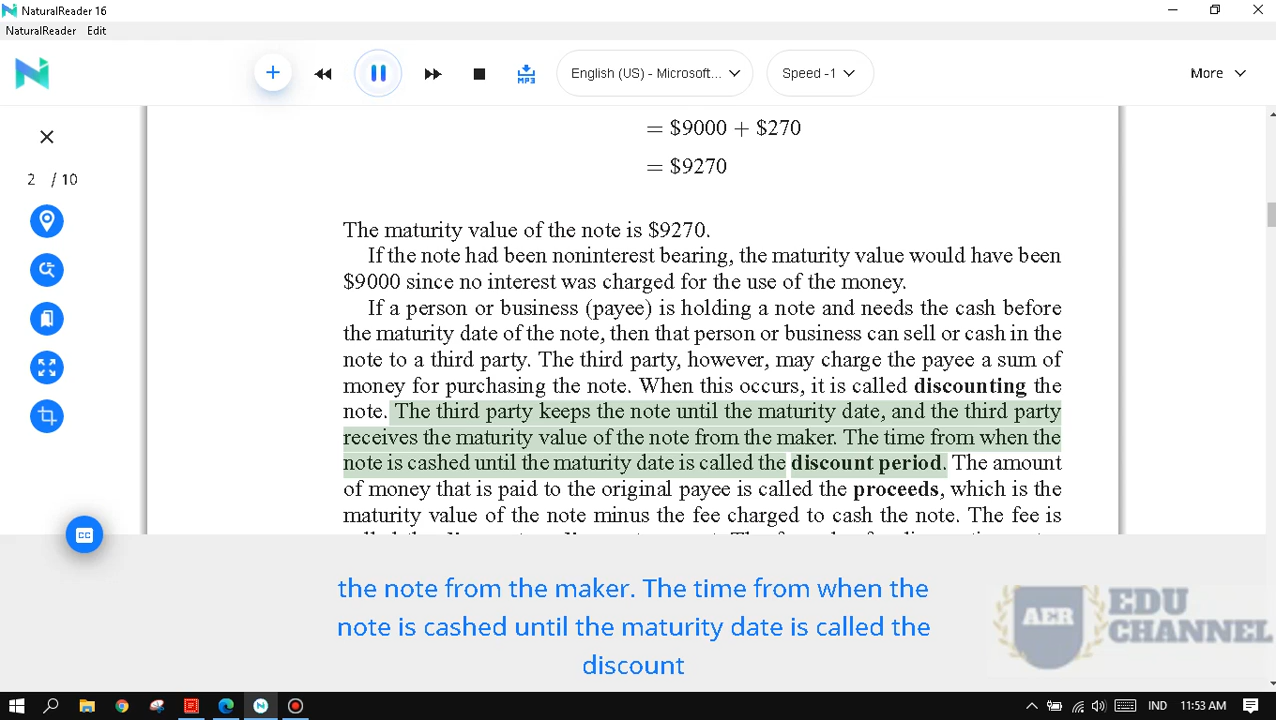 NaturalReader 16
NaturalReader Edit
MP3
English (US) - Microsoft...
Speed -1
More
2 / 10
= $9000 + $270
= $9270
The maturity value of the note is $9270.
If the note had been noninterest bearing, the maturity value would have been
$9000 since no interest was charged for the use of the money.
If a person or business (payee) is holding a note and needs the cash before
the maturity date of the note, then that person or business can sell or cash in the
note to a third party. The third party, however, may charge the payee a sum of
money for purchasing the note. When this occurs, it is called discounting the
note. The third party keeps the note until the maturity date, and the third party
receives the maturity value of the note from the maker. The time from when the
note is cashed until the maturity date is called the discount period. The amount
of money that is paid to the original payee is called the proceeds, which is the
maturity value of the note minus the fee charged to cash the note. The fee is
CC
the note from the maker. The time from when the
note is cashed until the maturity date is called the
discount
AER
EDU
CHANNEL
IND
11:53 AM